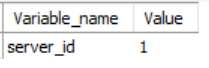 Variable_name Value
server_id 1